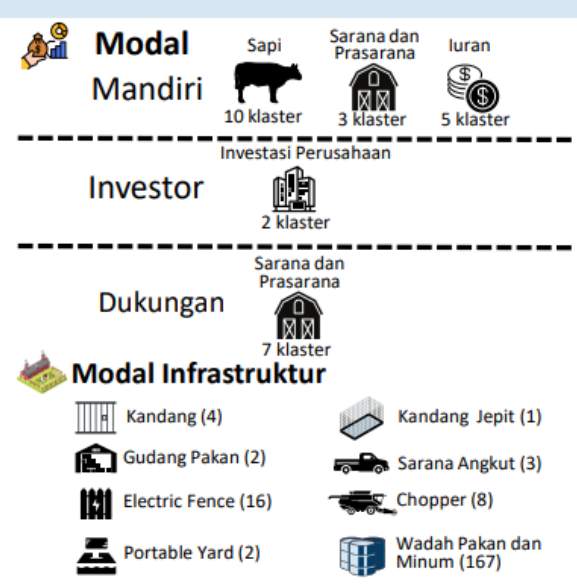 Modal
Mandiri
Sapi
10 klaster
Sarana dan
Prasarana
3 klaster
Iuran
5 klaster
Investor
Investasi Perusahaan
2 klaster
Dukungan
Sarana dan
Prasarana
7 klaster
Modal Infrastruktur
Kandang (4)
Kandang Jepit (1)
Gudang Pakan (2)
Sarana Angkut (3)
Electric Fence (16)
Chopper (8)
Portable Yard (2)
Wadah Pakan dan
Minum (167)